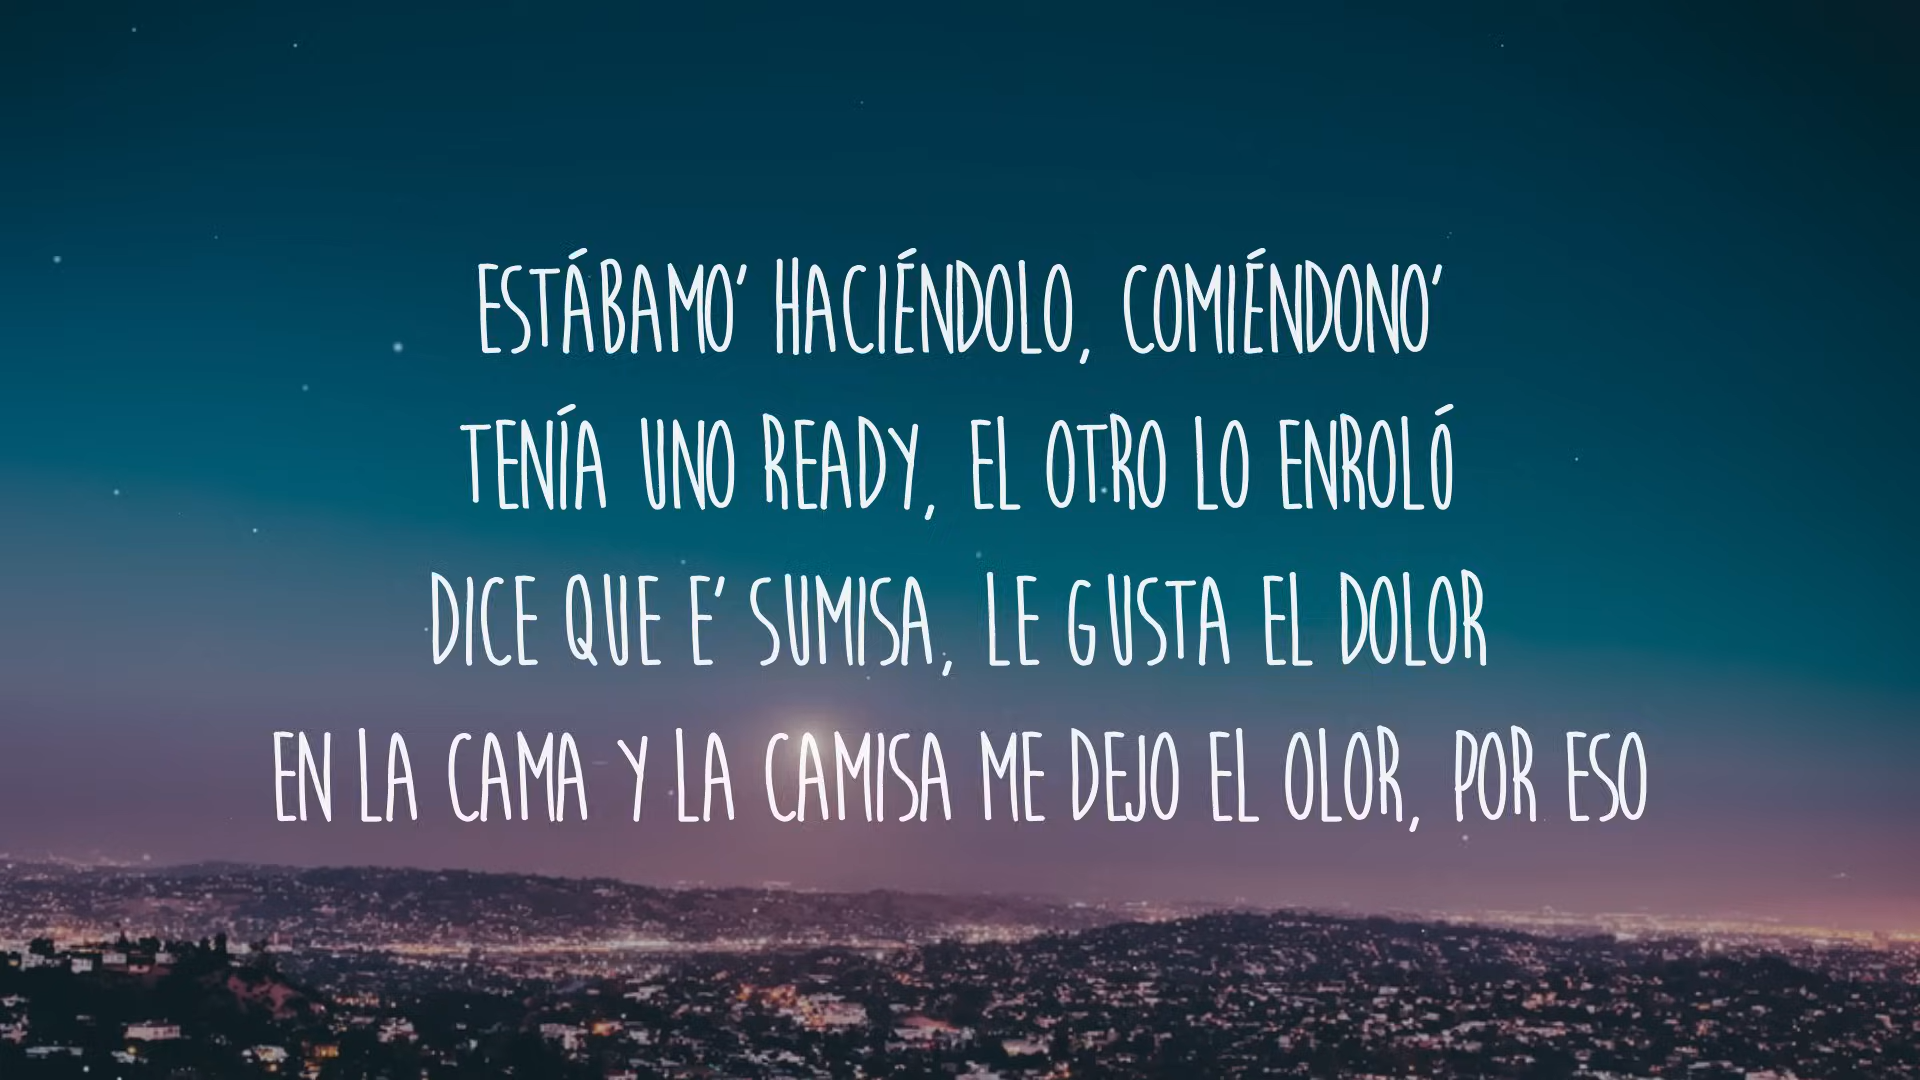 ESTÁBAMO' HACIÉNDOLO, COMIÉNDONO'
TENÍA UNO READY, EL OTRO LO ENROLÓ
DICE QUE E' SUMISA, LE GUSTA EL DOLOR
EN LA CAMA Y LA CAMISA ME DEJO EL OLOR, POR ESO